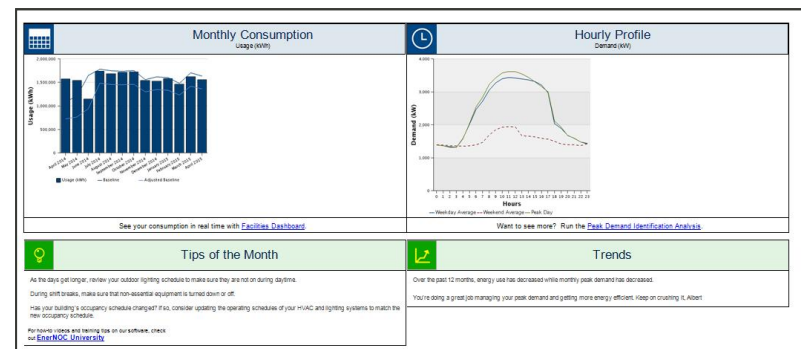 Monthly Consumption
Usage (kWh)
2,000,000
1,500,000
1,000,000
500,000
0
Usage (kWh)
April 2014
May 2014
June 2014
July 2014
August 2014
September 2014
October 2014
November 2014
December 2014
January 2015
February 2015
March 2015
April 2015
Usage (kWh) Baseline Adjusted Baseline
See your consumption in real time with Facilities Dashboard.
Hourly Profile
Demand (kW)
4,000
3,000
2,000
1,000
0
Demand (kW)
0 1 2 3 4 5 6 7 8 9 10 11 12 13 14 15 16 17 18 19 20 21 22 23
Hours
Weekday Average Weekend Average Peak Day
Want to see more? Run the Peak Demand Identification Analysis
Tips of the Month
As the days get longer, review your outdoor lighting schedule to make sure they are not on during daytime.
During shift breaks, make sure that non-essential equipment is turned down or off.
Has your building's occupancy schedule changed? If so, consider updating the operating schedules of your HVAC and lighting systems to match the
new occupancy schedule.
For how-to videos and training tips on our software, check
out EnerNOC University
Trends
Over the past 12 months, energy use has decreased while monthly peak demand has decreased.
You're doing a great job managing your peak demand and getting more energy efficient. Keep on crushing it, Albert